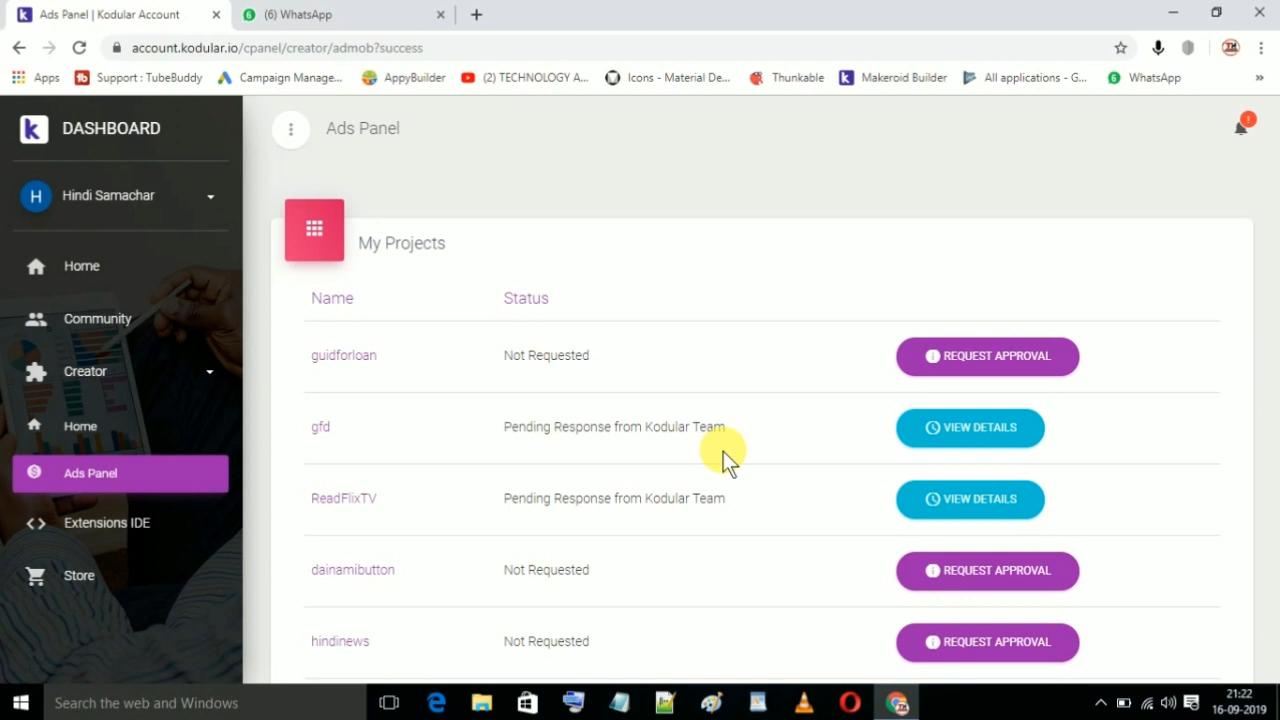 Ads Panel | Kodular Account
(6) WhatsApp
account.kodular.io/cpanel/creator/admob?success
Apps
Support : TubeBuddy
Campaign Manage...
AppyBuilder
(2) TECHNOLOGY A...
Icons - Material De...
Thunkable
Makeroid Builder
All applications - G...
WhatsApp
DASHBOARD
Ads Panel
H
Hindi Samachar
My Projects
Home
Name
Status
Community
guidforloan
Not Requested
REQUEST APPROVAL
Creator
gfd
Pending Response from Kodular Team
VIEW DETAILS
Home
Ads Panel
ReadFlixTV
Pending Response from Kodular Team
VIEW DETAILS
Extensions IDE
dainamibutton
Not Requested
REQUEST APPROVAL
Store
hindinews
Not Requested
REQUEST APPROVAL
Search the web and Windows
21:22
16-09-2019